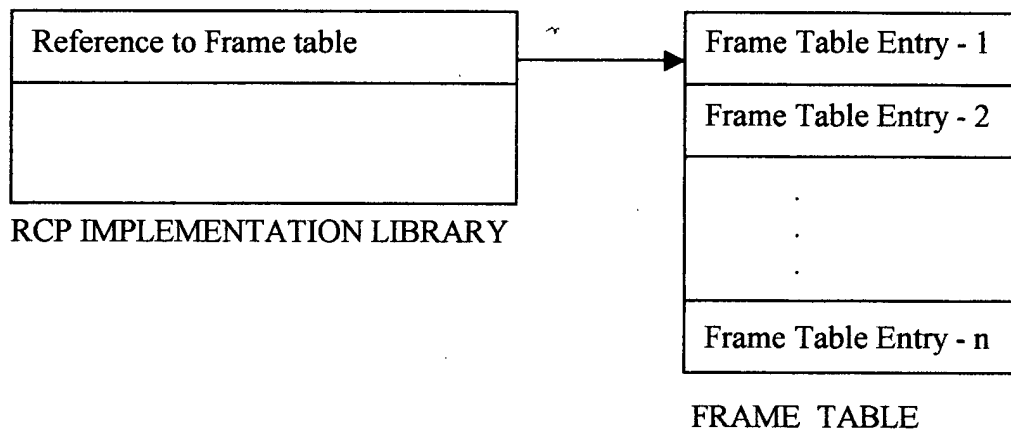 Reference to Frame table
RCP IMPLEMENTATION LIBRARY
Frame Table Entry - 1
Frame Table Entry - 2
.
.
.
Frame Table Entry - n
FRAME TABLE